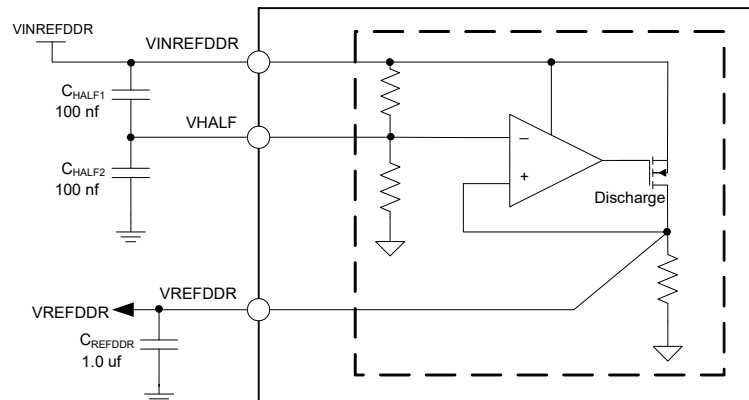 VINREFDDR
VINREFDDR
CHALF1
100 nf
VHALF
CHALF2
100 nf
−
+
Discharge
VREFDDR
VREFDDR
CREFDDR
1.0 uf